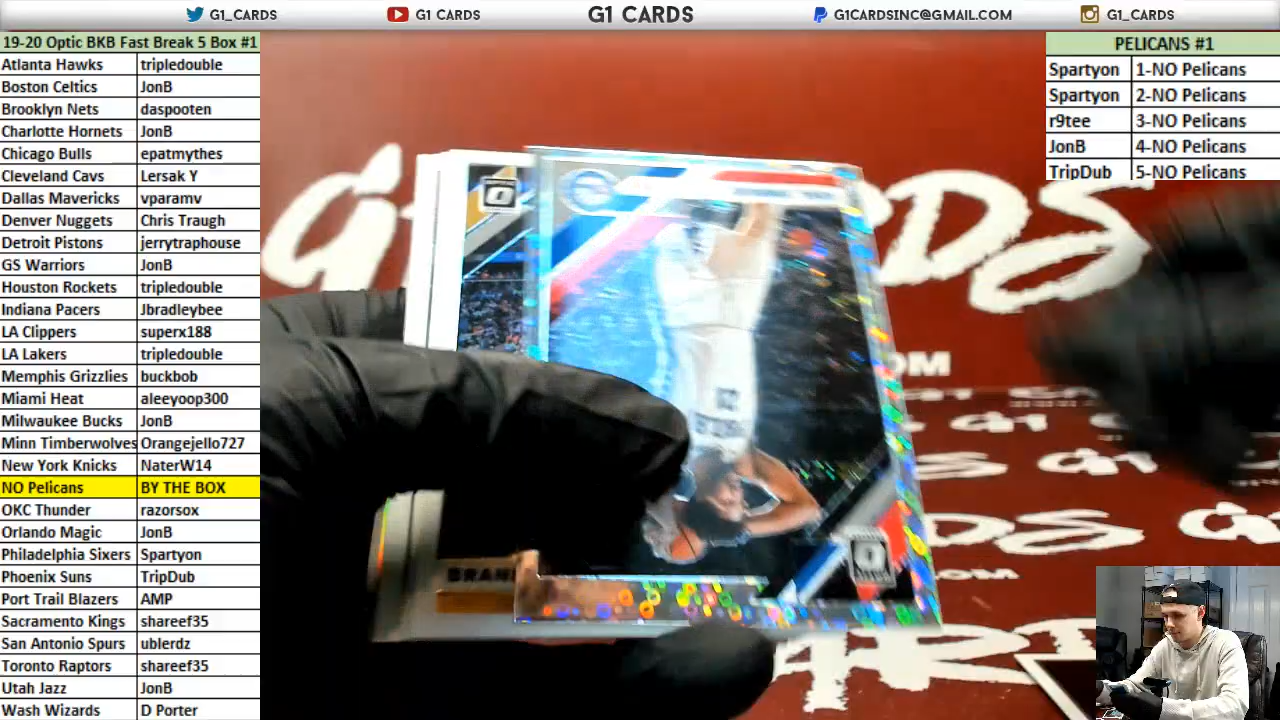 G1_CARDS G1 CARDS G1 CARDS G1CARDSINC@GMAIL.COM G1_CARDS
19-20 Optic BKB Fast Break 5 Box #1
Atlanta Hawks tripledouble
Boston Celtics JonB
Brooklyn Nets daspooten
Charlotte Hornets JonB
Chicago Bulls epatmythes
Cleveland Cavs Lersak Y
Dallas Mavericks vparamv
Denver Nuggets Chris Traugh
Detroit Pistons jerrytraphouse
GS Warriors JonB
Houston Rockets tripledouble
Indiana Pacers Jbradleybee
LA Clippers superx188
LA Lakers tripledouble
Memphis Grizzlies buckbob
Miami Heat aleeyoop300
Milwaukee Bucks JonB
Minn Timberwolves Orangejello727
New York Knicks NaterW14
NO Pelicans BY THE BOX
OKC Thunder razorsox
Orlando Magic JonB
Philadelphia Sixers Spartyon
Phoenix Suns TripDub
Port Trail Blazers AMP
Sacramento Kings shareef35
San Antonio Spurs ublerdz
Toronto Raptors shareef35
Utah Jazz JonB
Wash Wizards D Porter
PELICANS #1
Spartyon 1-NO Pelicans
Spartyon 2-NO Pelicans
r9tee 3-NO Pelicans
JonB 4-NO Pelicans
TripDub 5-NO Pelicans
BRAN